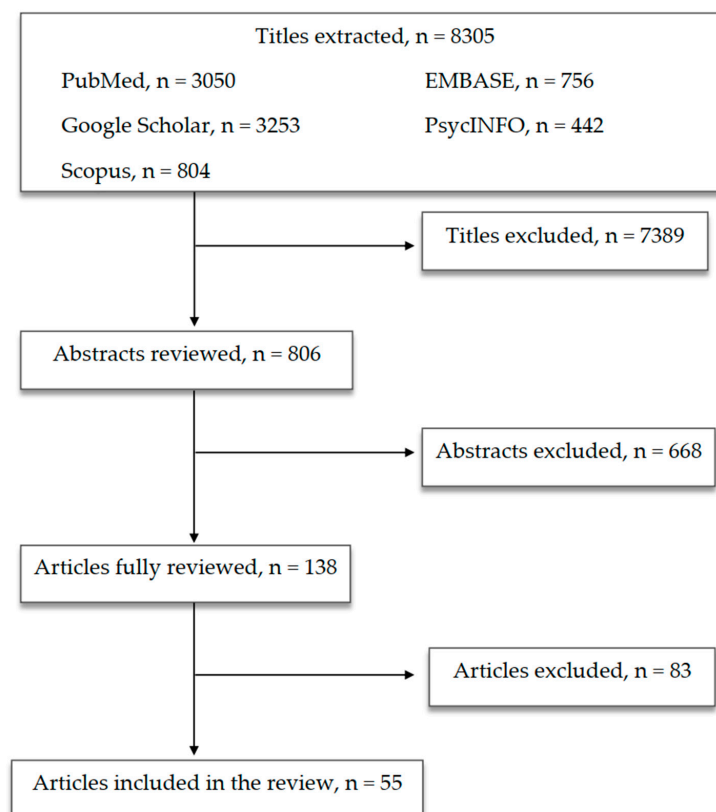 Titles extracted, n = 8305
PubMed, n = 3050
EMBASE, n = 756
Google Scholar, n = 3253
PsycINFO, n = 442
Scopus, n = 804
Titles excluded, n = 7389
Abstracts reviewed, n = 806
Abstracts excluded, n = 668
Articles fully reviewed, n = 138
Articles excluded, n = 83
Articles included in the review, n = 55